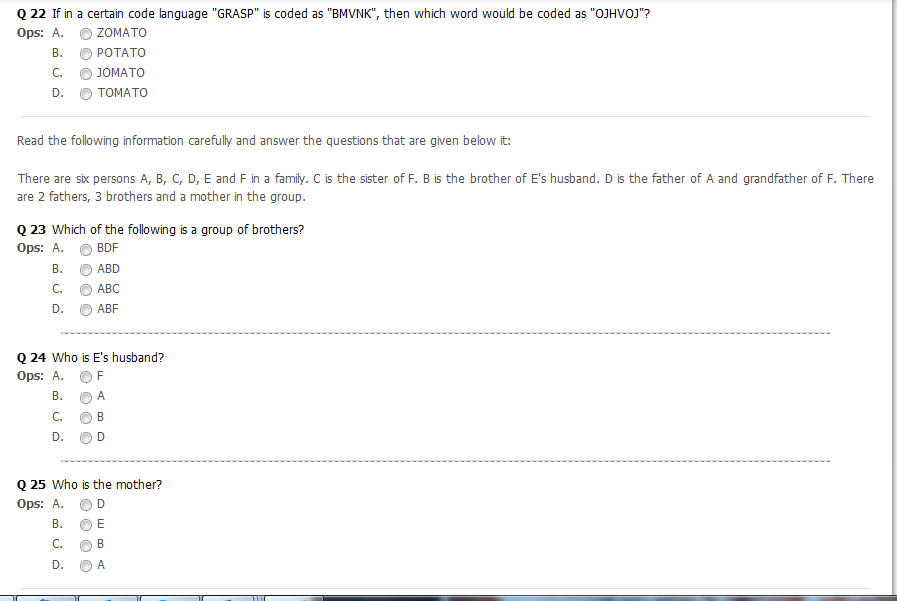 Q 22 If in a certain code language "GRASP" is coded as "BMVNK", then which word would be coded as "OJHVOJ"?
Ops: A. ZOMATO
B. POTATO
C. JOMATO
D. TOMATO
Read the following information carefully and answer the questions that are given below it:
There are six persons A, B, C, D, E and F in a family. C is the sister of F. B is the brother of E's husband. D is the father of A and grandfather of F. There
are 2 fathers, 3 brothers and a mother in the group.
Q 23 Which of the following is a group of brothers?
Ops: A. BDF
B. ABD
C. ABC
D. ABF
Q 24 Who is E's husband?
Ops: A. F
B. A
C. B
D. D
Q 25 Who is the mother?
Ops: A. D
B. E
C. B
D. A